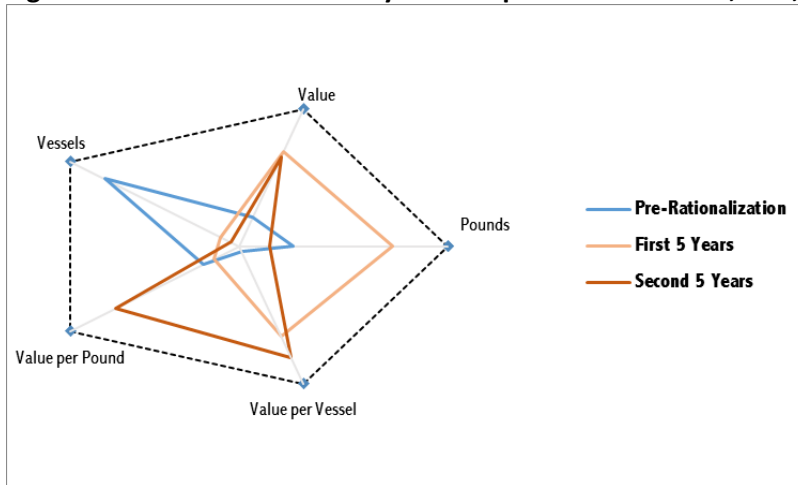 Value
Vessels
Pounds
Value per Pound
Value per Vessel
Pre-Rationalization
First 5 Years
Second 5 Years